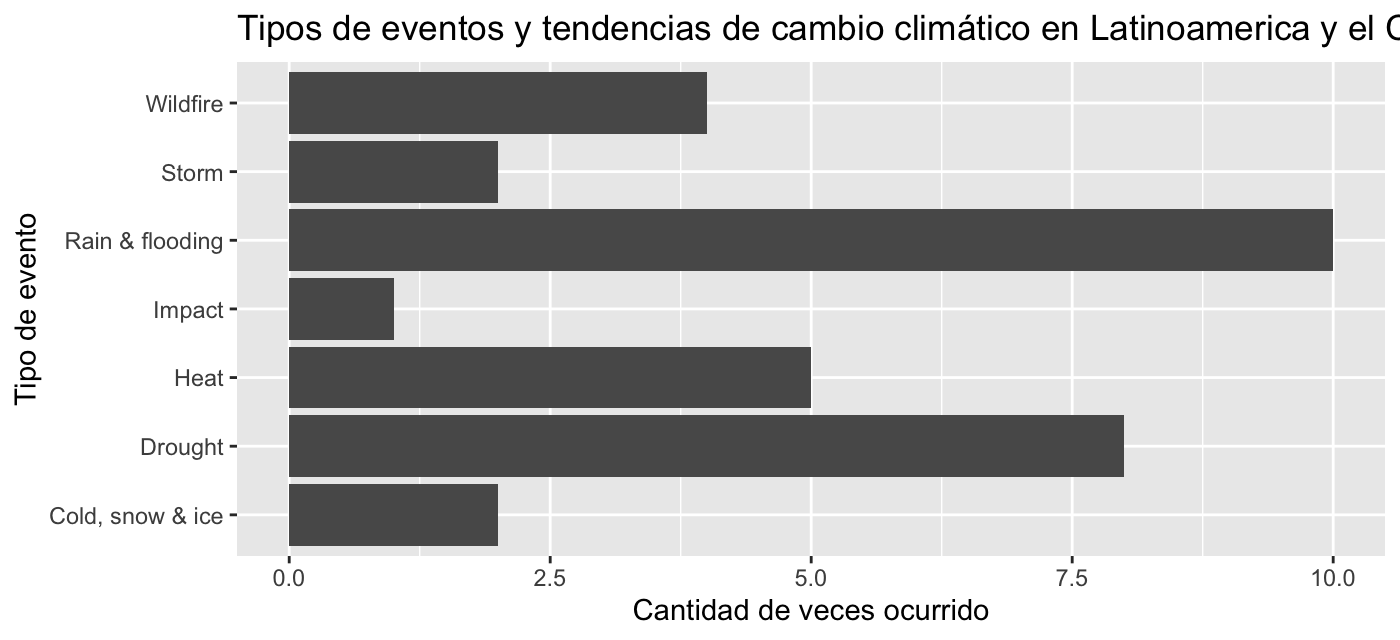 Tipos de eventos y tendencias de cambio climático en Latinoamerica y el
Tipo de evento
Wildfire
Storm
Rain & flooding
Impact
Heat
Drought
Cold, snow & ice
0.0 2.5 5.0 7.5 10.0
Cantidad de veces ocurrido